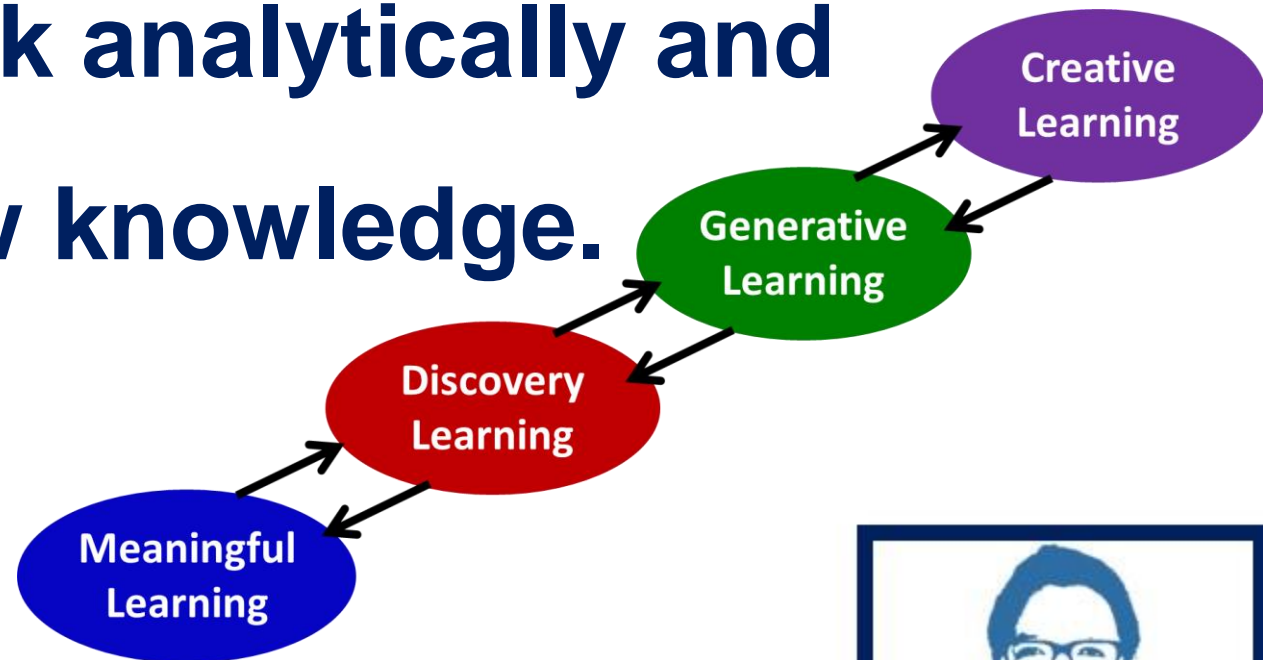 analytically and
knowledge.
Creative
Learning
Generative
Learning
Discovery
Learning
Meaningful
Learning